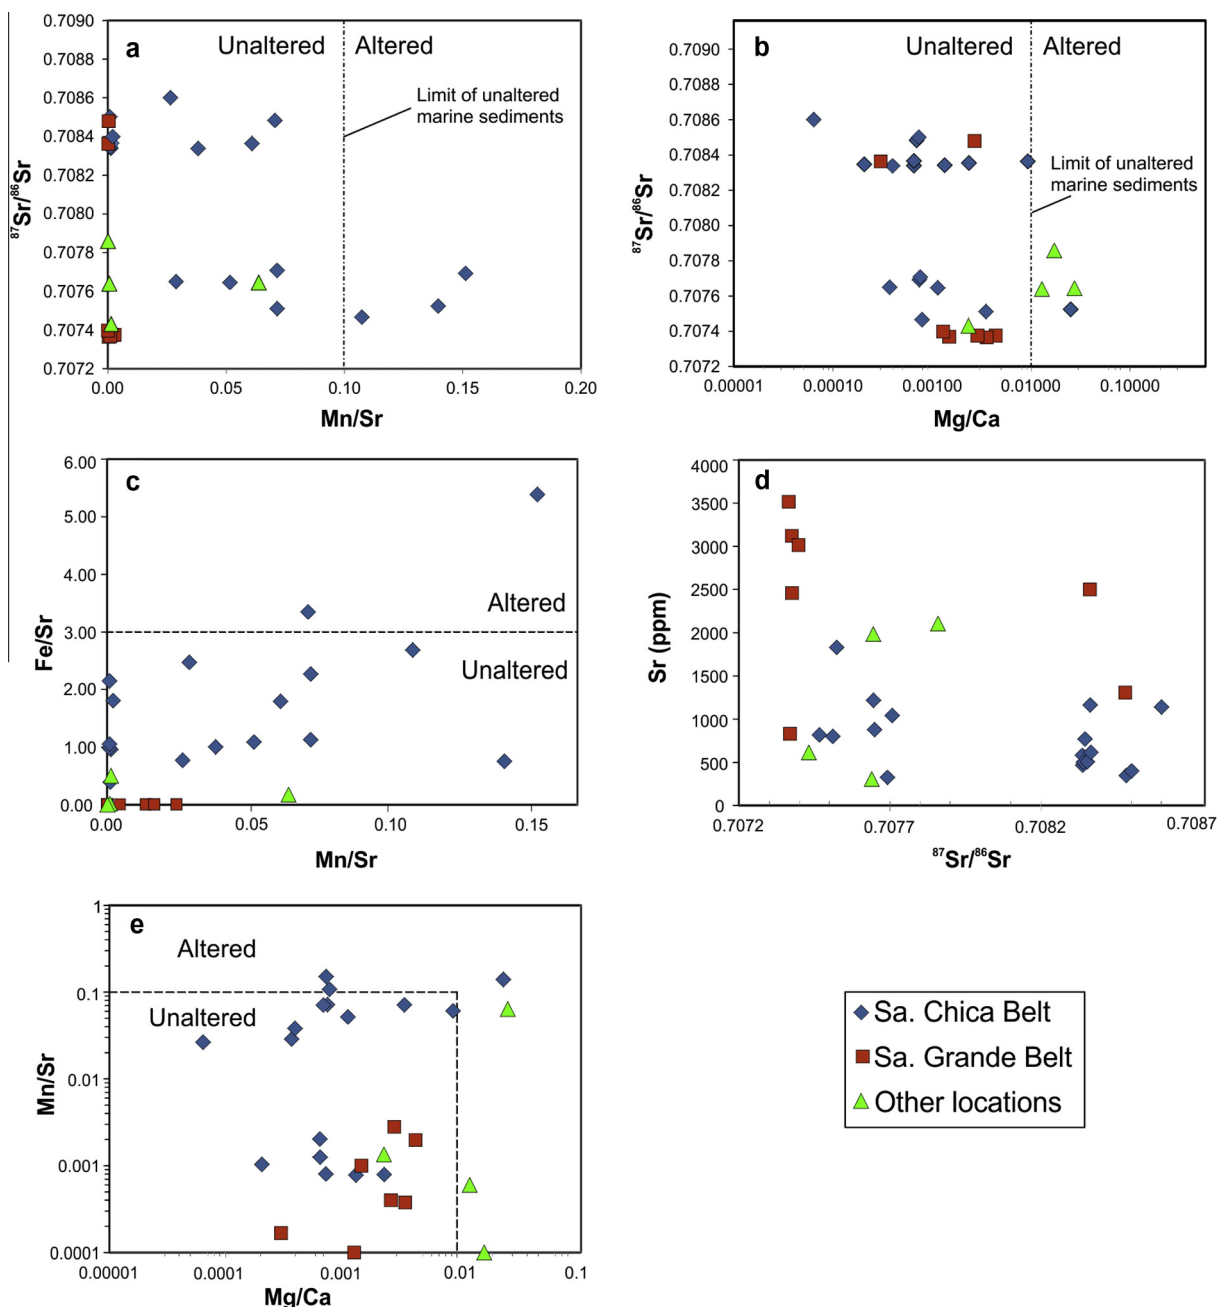 a
Unaltered Altered
Limit of unaltered
marine sediments
0.7090
0.7088
0.7086
0.7084
0.7082
0.7080
0.7078
0.7076
0.7074
0.7072
⁸⁷Sr/⁸⁶Sr
0.00 0.05 0.10 0.15 0.20
Mn/Sr
b
Unaltered Altered
Limit of unaltered
marine sediments
0.7090
0.7088
0.7086
0.7084
0.7082
0.7080
0.7078
0.7076
0.7074
0.7072
⁸⁷Sr/⁸⁶Sr
0.00001 0.00010 0.00100 0.01000 0.10000
Mg/Ca
c
Altered
Unaltered
6.00
5.00
4.00
3.00
2.00
1.00
0.00
Fe/Sr
0.00 0.05 0.10 0.15
Mn/Sr
d
4000
3500
3000
2500
2000
1500
1000
500
0
Sr (ppm)
0.7072 0.7077 0.7082 0.7087
⁸⁷Sr/⁸⁶Sr
e
Altered
Unaltered
1
0.1
0.01
0.001
0.0001
Mn/Sr
0.00001 0.0001 0.001 0.01 0.1
Mg/Ca
Sa. Chica Belt
Sa. Grande Belt
Other locations